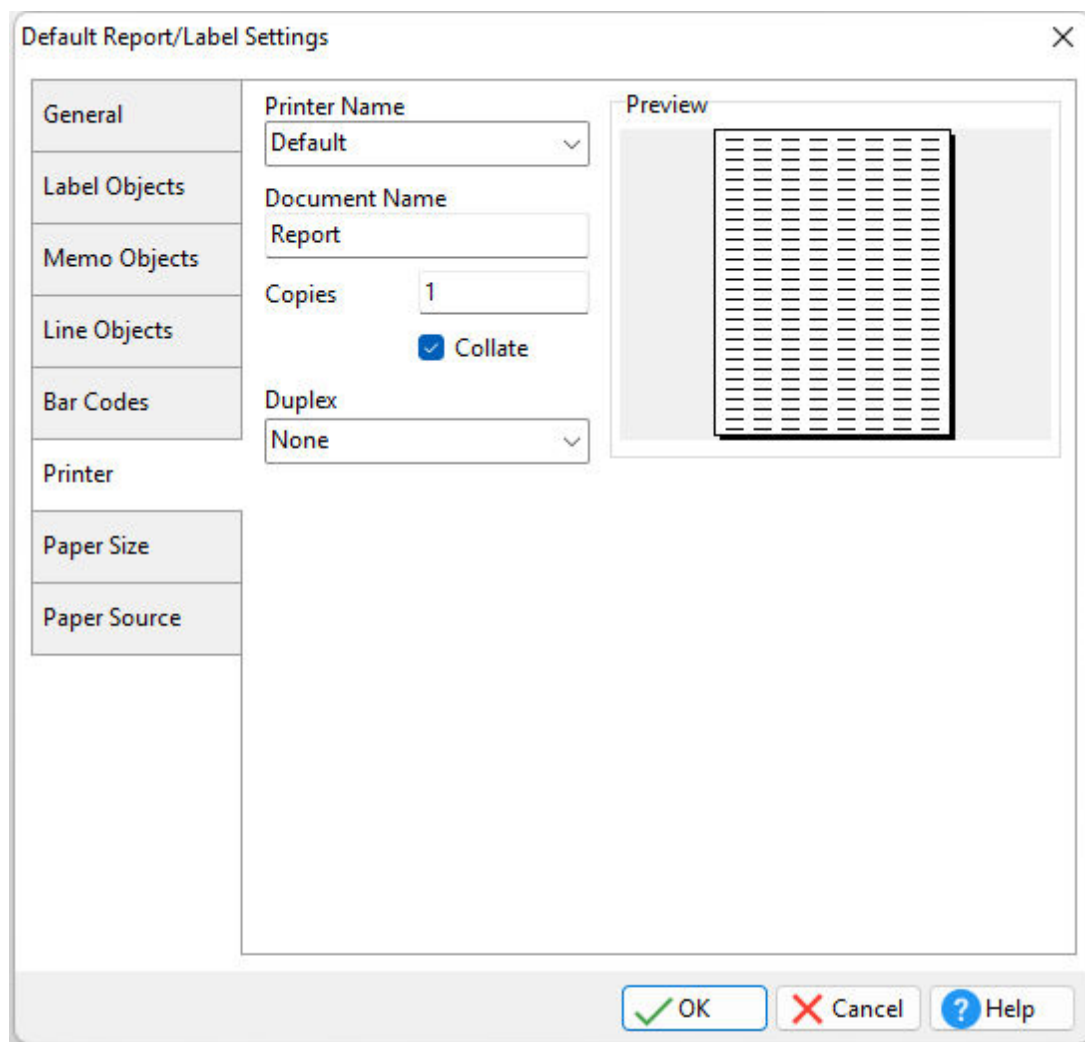 Default Report/Label Settings
General
Label Objects
Memo Objects
Line Objects
Bar Codes
Printer
Paper Size
Paper Source
Printer Name
Default
Document Name
Report
Copies 1
Collate
Duplex
None
Preview
OK Cancel ? Help